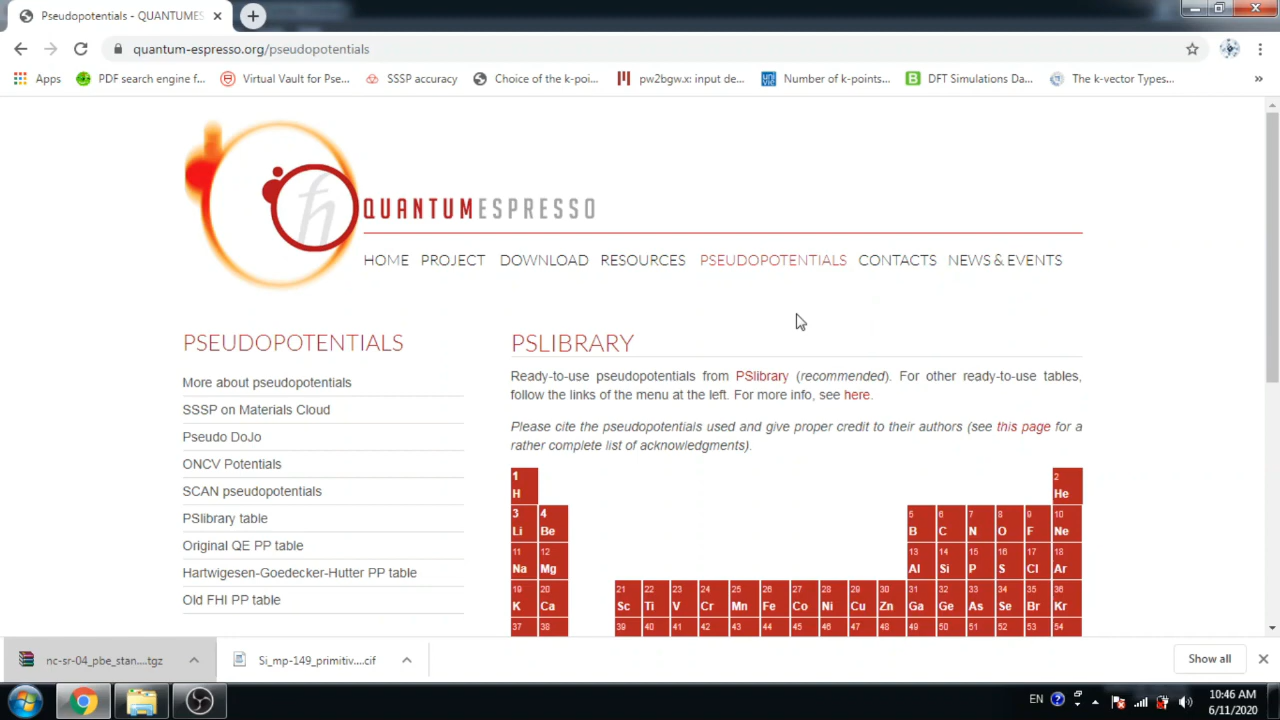 Pseudopotentials - QUANTUMES
quantum-espresso.org/pseudopotentials
Apps PDF search engine f... Virtual Vault for Pse... SSSP accuracy Choice of the k-poi... pw2bgw.x: input de... Number of k-points... DFT Simulations Da... The k-vector Types... »
QUANTUMESPRESSO
HOME PROJECT DOWNLOAD RESOURCES PSEUDOPOTENTIALS CONTACTS NEWS & EVENTS
PSEUDOPOTENTIALS
More about pseudopotentials
SSSP on Materials Cloud
Pseudo DoJo
ONCV Potentials
SCAN pseudopotentials
PSlibrary table
Original QE PP table
Hartwigesen-Goedecker-Hutter PP table
Old FHI PP table
PSLIBRARY
Ready-to-use pseudopotentials from PSlibrary (recommended). For other ready-to-use tables,
follow the links of the menu at the left. For more info, see here.
Please cite the pseudopotentials used and give proper credit to their authors (see this page for a
rather complete list of acknowledgments).
1 2
H He
3 4 5 6 7 8 9 10
Li Be B C N O F Ne
11 12 13 14 15 16 17 18
Na Mg Al Si P S Cl Ar
19 20 21 22 23 24 25 26 27 28 29 30 31 32 33 34 35 36
K Ca Sc Ti V Cr Mn Fe Co Ni Cu Zn Ga Ge As Se Br Kr
37 38 39 40 41 42 43 44 45 46 47 48 49 50 51 52 53 54
nc-sr-04_pbe_stan....tgz Si_mp-149_primitiv....cif Show all
EN 10:46 AM
6/11/2020